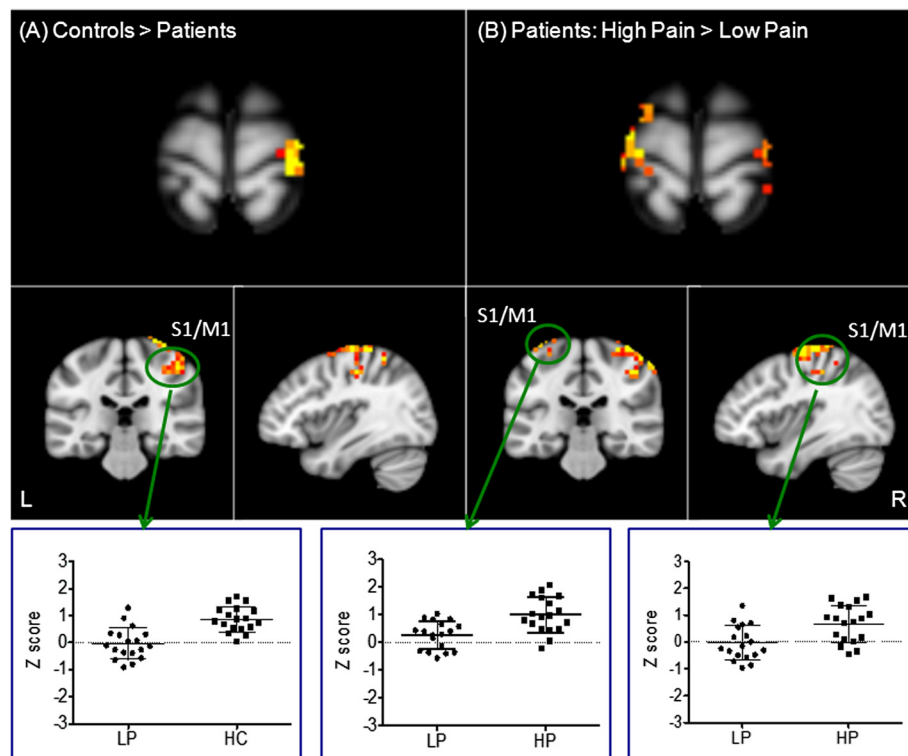 (A) Controls > Patients
(B) Patients: High Pain > Low Pain
S1/M1
S1/M1
S1/M1
L
R
3
2
1
0
-1
-2
-3
Z score
LP
HC
3
2
1
0
-1
-2
-3
Z score
LP
HP
3
2
1
0
-1
-2
-3
Z score
LP
HP